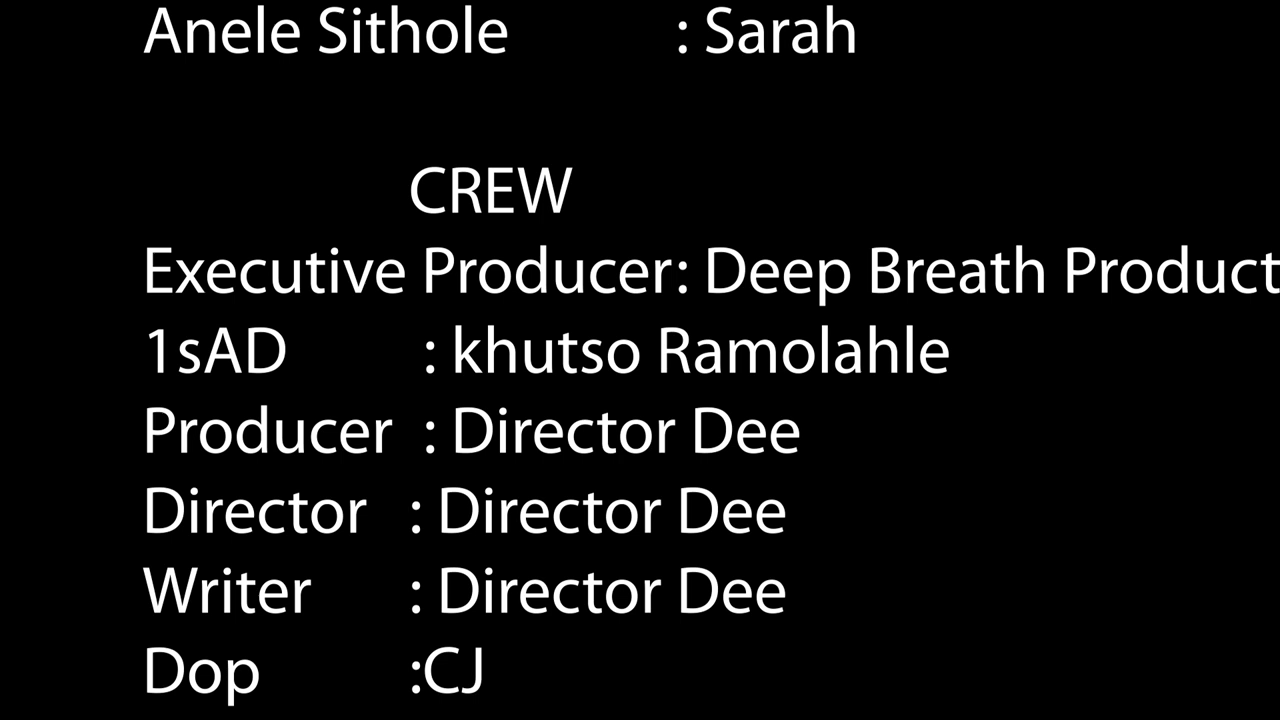 Anele Sithole : Sarah
CREW
Executive Producer: Deep Breath Product
1sAD : khutso Ramolahle
Producer : Director Dee
Director : Director Dee
Writer : Director Dee
Dop :CJ